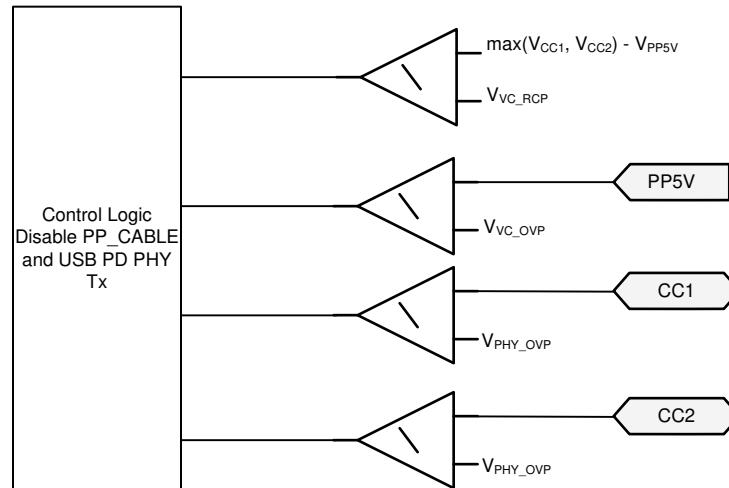 max(VCC1, VCC2) - VPP5V
VVC_RCP
PP5V
Control Logic
Disable PP_CABLE
and USB PD PHY
Tx
VVC_OVP
CC1
VPHY_OVP
CC2
VPHY_OVP